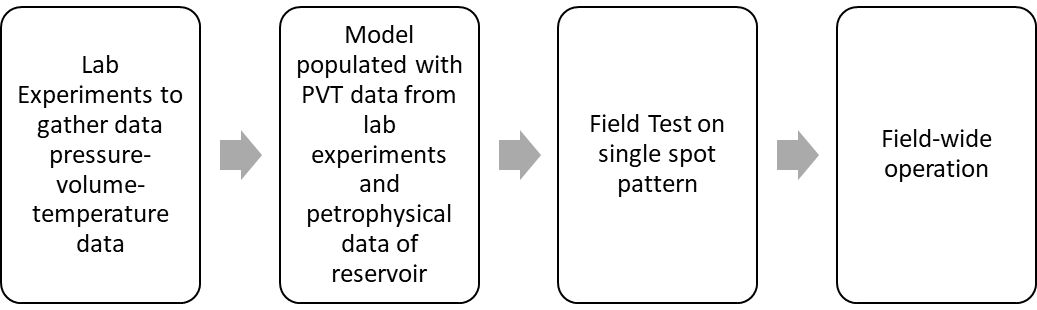 Lab
Experiments to
gather data
pressure-
volume-
temperature
data
Model
populated with
PVT data from
lab
experiments
and
petrophysical
data of
reservoir
Field Test on
single spot
pattern
Field-wide
operation